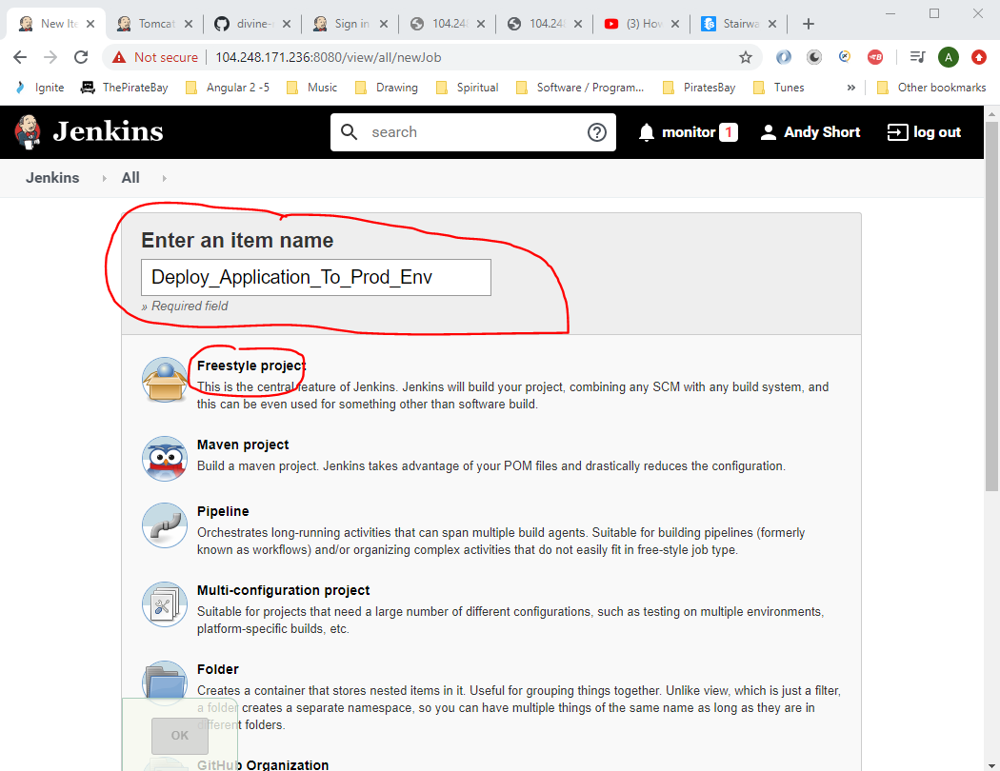 New Ite
Tomcat
divine-
Sign in
104.248
104.248
(3) How
Stairwa
Not secure
104.248.171.236:8080/view/all/newJob
A
Ignite
ThePirateBay
Angular 2 -5
Music
Drawing
Spiritual
Software / Program...
PiratesBay
Tunes
»
Other bookmarks
Jenkins
search
monitor 1
Andy Short
log out
Jenkins
All
Enter an item name
Deploy_Application_To_Prod_Env
» Required field
Freestyle project
This is the central feature of Jenkins. Jenkins will build your project, combining any SCM with any build system, and
this can be even used for something other than software build.
Maven project
Build a maven project. Jenkins takes advantage of your POM files and drastically reduces the configuration.
Pipeline
Orchestrates long-running activities that can span multiple build agents. Suitable for building pipelines (formerly
known as workflows) and/or organizing complex activities that do not easily fit in free-style job type.
Multi-configuration project
Suitable for projects that need a large number of different configurations, such as testing on multiple environments,
platform-specific builds, etc.
Folder
Creates a container that stores nested items in it. Useful for grouping things together. Unlike view, which is just a filter,
a folder creates a separate namespace, so you can have multiple things of the same name as long as they are in
different folders.
OK
GitHub Organization